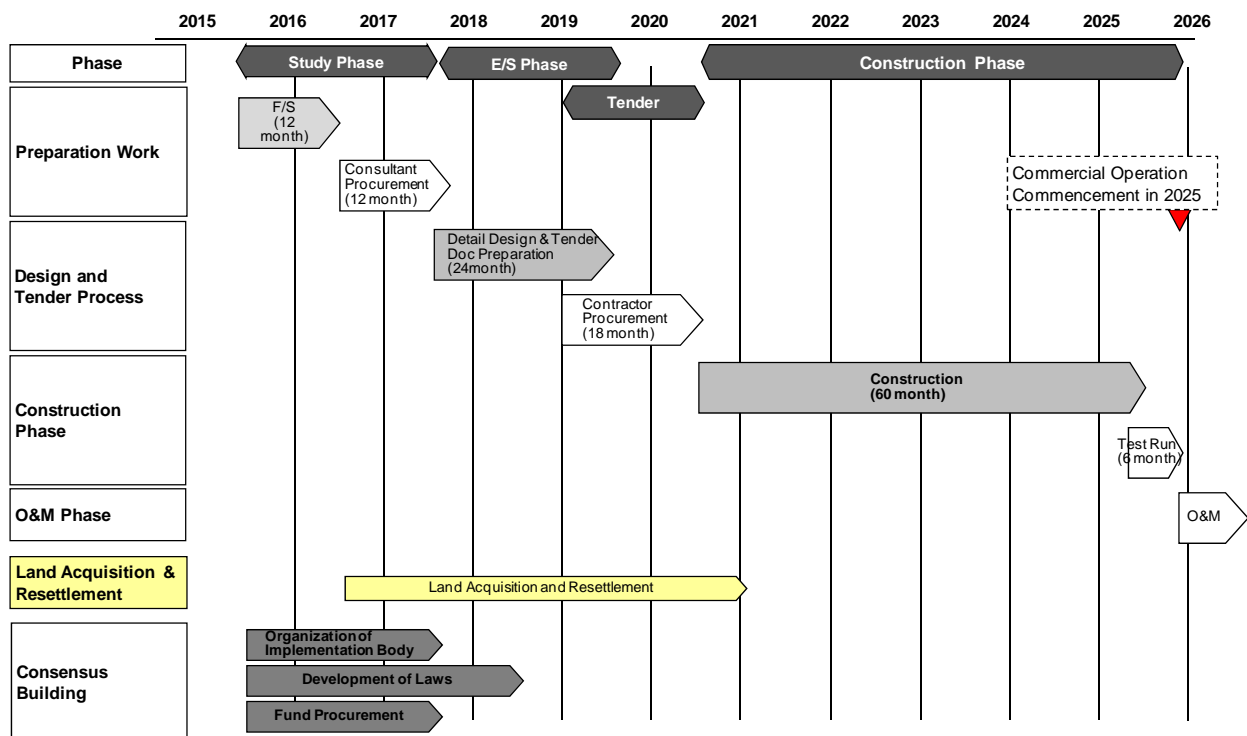 2015 2016 2017 2018 2019 2020 2021 2022 2023 2024 2025 2026
Phase
Study Phase
E/S Phase
Construction Phase
Tender
Preparation Work
F/S
(12
month)
Consultant
Procurement
(12 month)
Commercial Operation
Commencement in 2025
Design and
Tender Process
Detail Design & Tender
Doc Preparation
(24month)
Contractor
Procurement
(18 month)
Construction
Phase
Construction
(60 month)
Test Run
(6 month)
O&M Phase
O&M
Land Acquisition &
Resettlement
Land Acquisition and Resettlement
Consensus
Building
Organization of
Implementation Body
Development of Laws
Fund Procurement